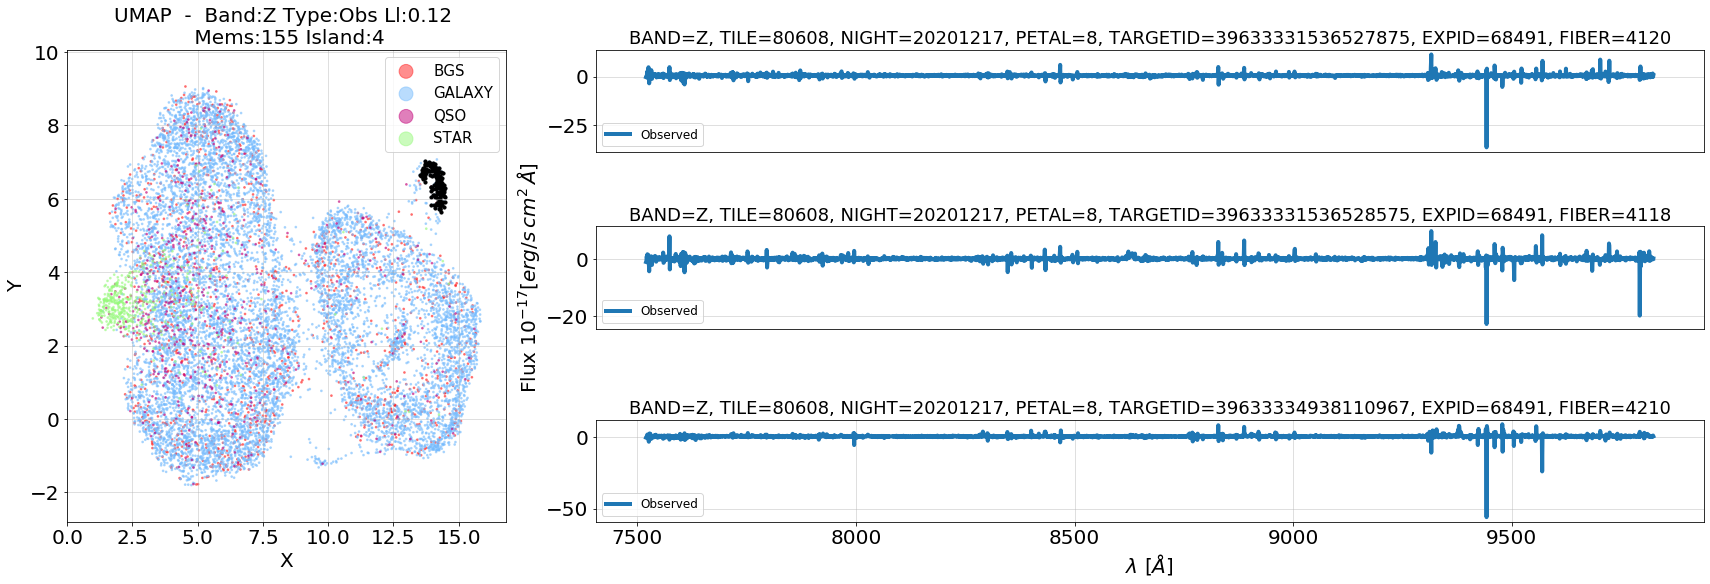 UMAP - Band:Z Type:Obs Ll:0.12
Mems:155 Island:4
10
8
6
4
2
0
−2
Y
0.0 2.5 5.0 7.5 10.0 12.5 15.0
X
BGS
GALAXY
QSO
STAR
Flux 10⁻¹⁷[erg/s cm² Å]
BAND=Z, TILE=80608, NIGHT=20201217, PETAL=8, TARGETID=39633331536527875, EXPID=68491, FIBER=4120
0
−25
Observed
BAND=Z, TILE=80608, NIGHT=20201217, PETAL=8, TARGETID=39633331536528575, EXPID=68491, FIBER=4118
0
−20
Observed
BAND=Z, TILE=80608, NIGHT=20201217, PETAL=8, TARGETID=39633334938110967, EXPID=68491, FIBER=4210
0
−50
Observed
7500 8000 8500 9000 9500
λ [Å]